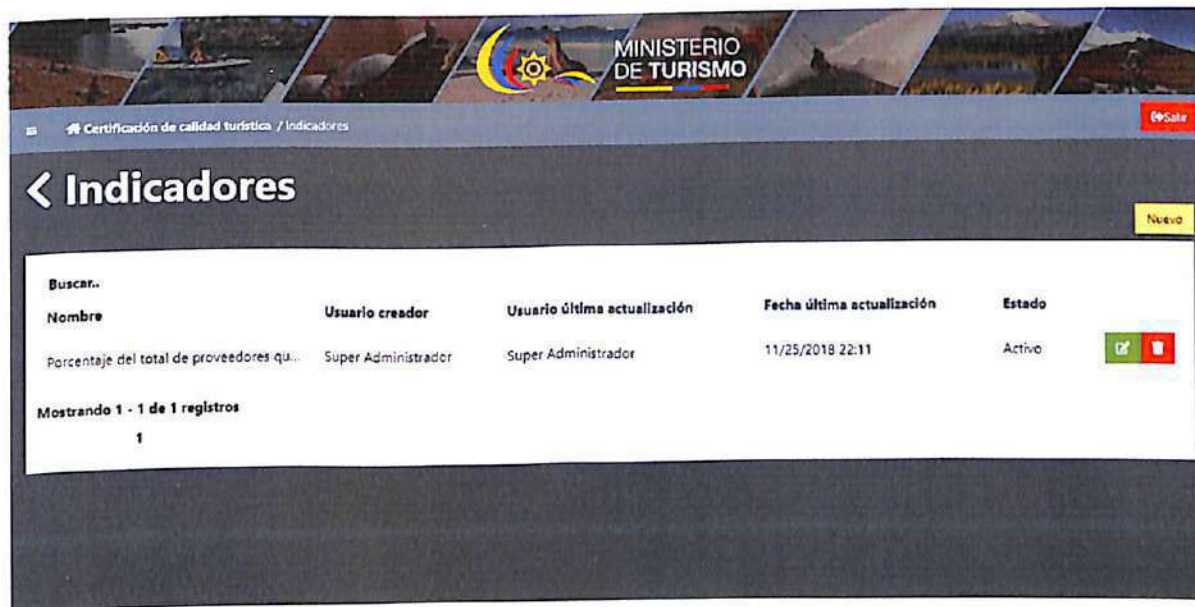 MINISTERIO
DE TURISMO
Certificación de calidad turística / Indicadores
Salir
Indicadores
Nuevo
Buscar..
Nombre Usuario creador Usuario última actualización Fecha última actualización Estado
Porcentaje del total de proveedores qu... Super Administrador Super Administrador 11/25/2018 22:11 Activo
Mostrando 1 - 1 de 1 registros
1